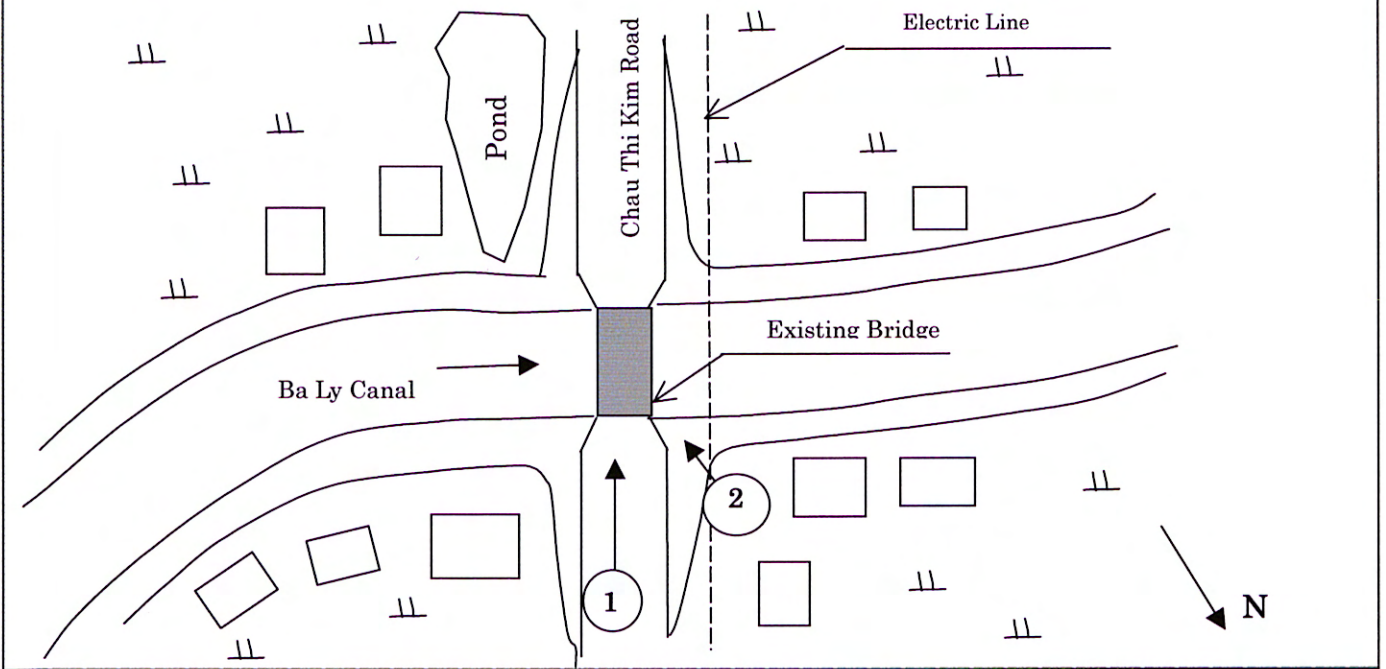 Electric Line
Pond
Chau Thi Kim Road
Existing Bridge
Ba Ly Canal
2
1
N